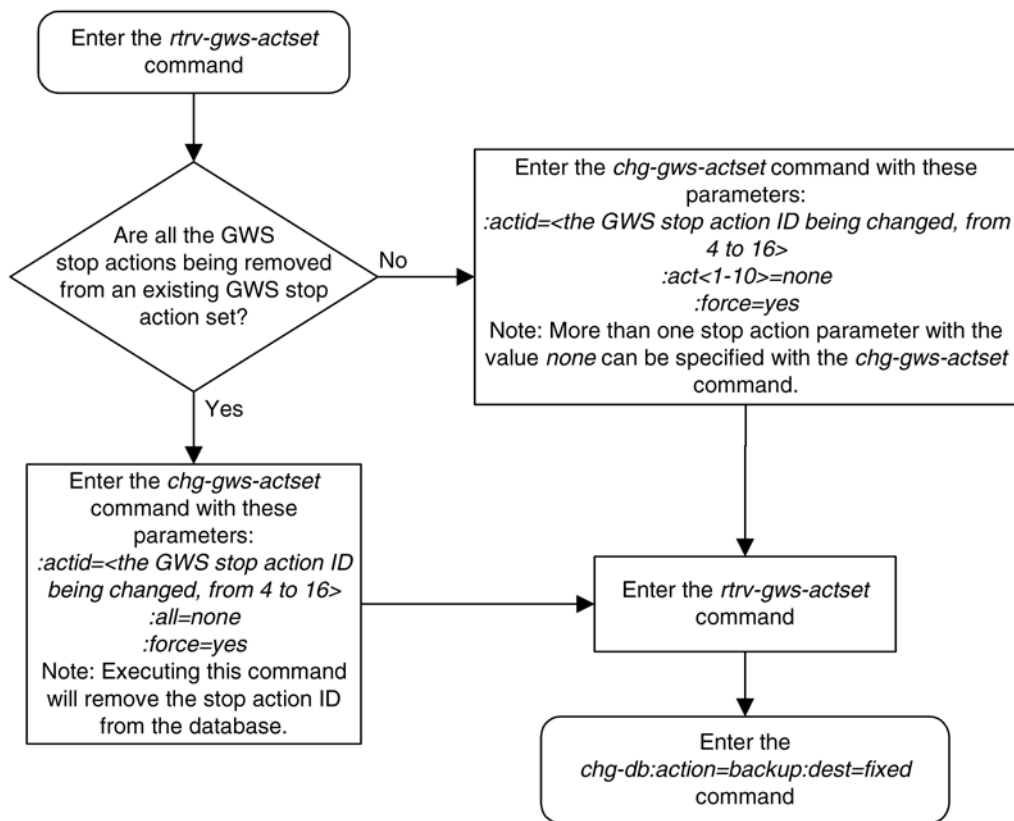 Enter the rtrv-gws-actset
command
Are all the GWS
stop actions being removed
from an existing GWS stop
action set?
No
Yes
Enter the chg-gws-actset command with these
parameters:
:actid=<the GWS stop action ID being changed, from
4 to 16>
:act<1-10>=none
:force=yes
Note: More than one stop action parameter with the
value none can be specified with the chg-gws-actset
command.
Enter the chg-gws-actset
command with these
parameters:
:actid=<the GWS stop action ID
being changed, from 4 to 16>
:all=none
:force=yes
Note: Executing this command
will remove the stop action ID
from the database.
Enter the rtrv-gws-actset
command
Enter the
chg-db:action=backup:dest=fixed
command